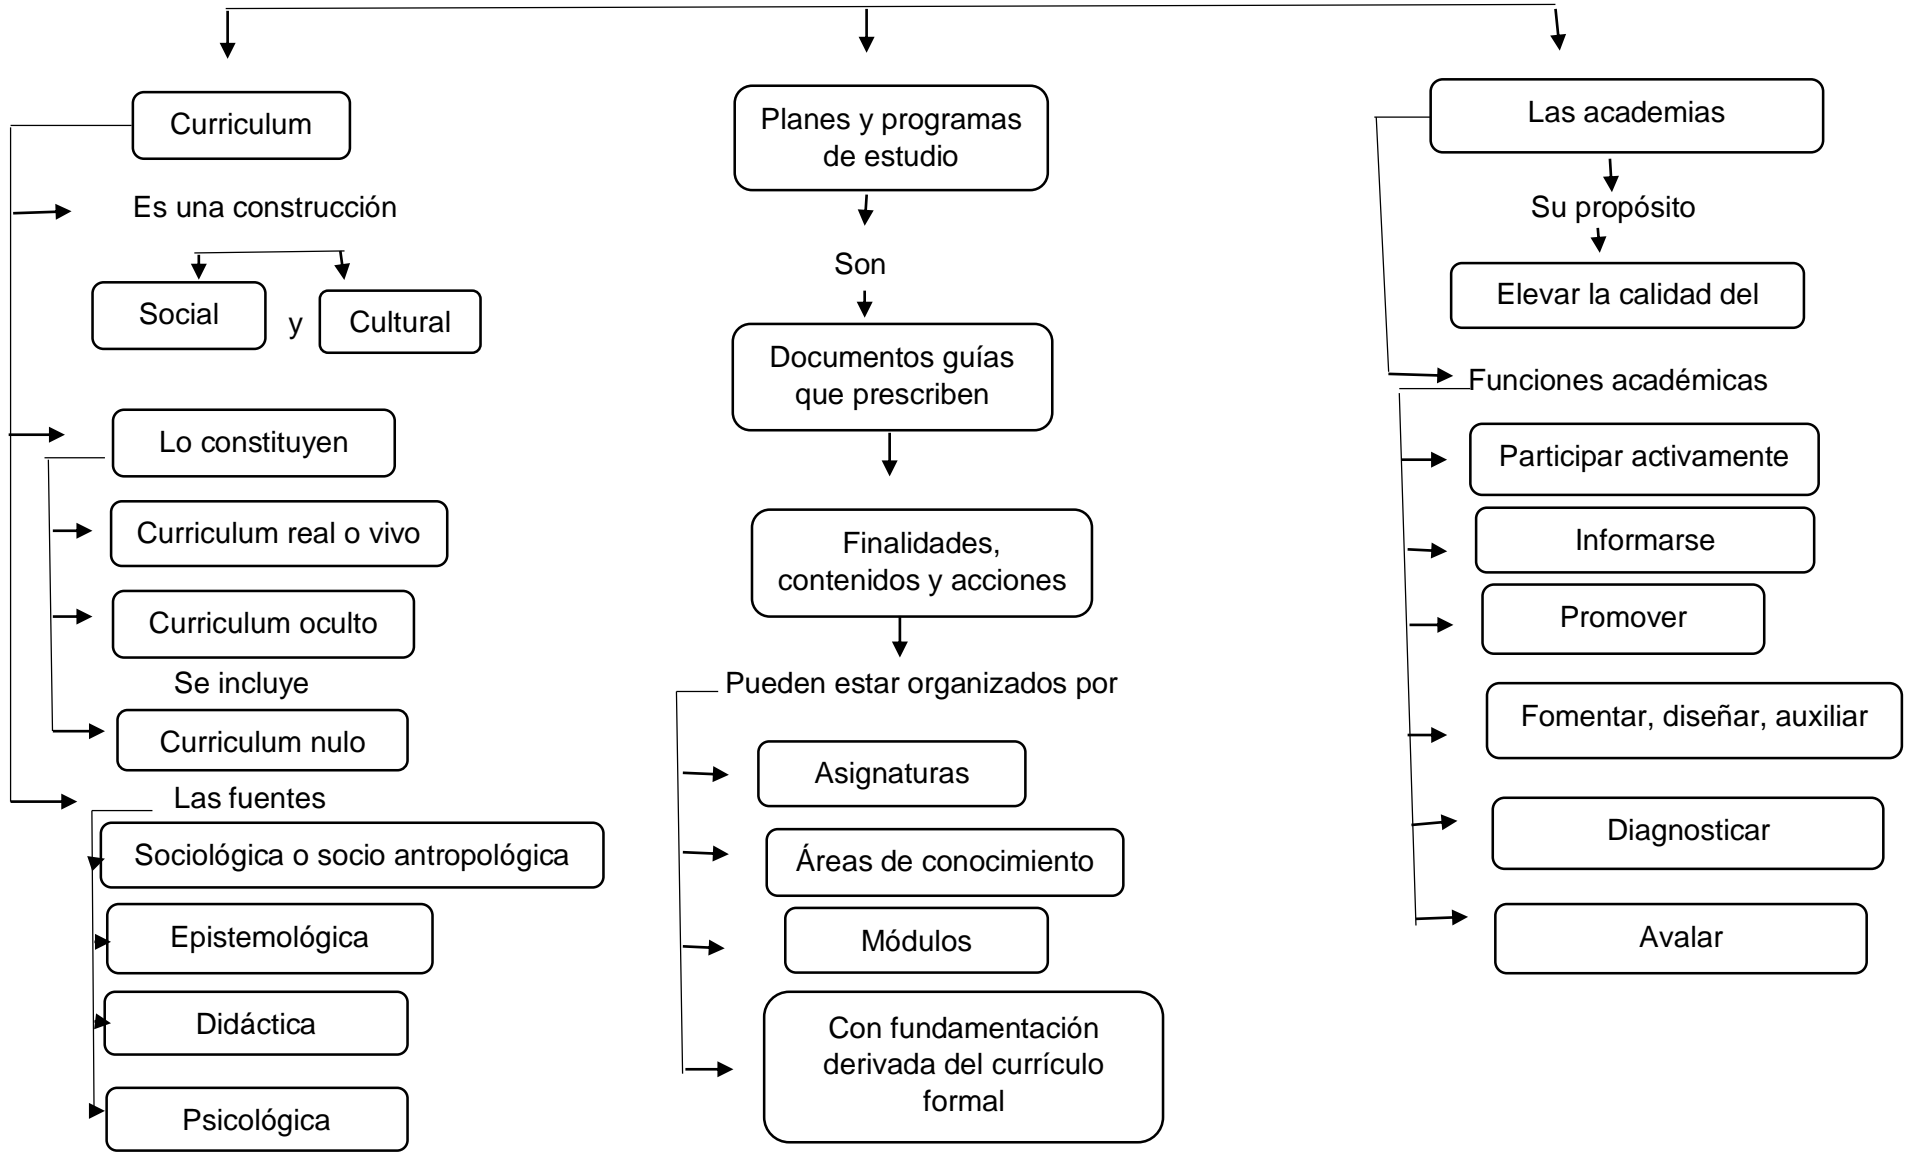 Curriculum
Es una construcción
Social
y
Cultural
Lo constituyen
Curriculum real o vivo
Curriculum oculto
Se incluye
Curriculum nulo
Las fuentes
Sociológica o socio antropológica
Epistemológica
Didáctica
Psicológica
Planes y programas
de estudio
Son
Documentos guías
que prescriben
Finalidades,
contenidos y acciones
Pueden estar organizados por
Asignaturas
Áreas de conocimiento
Módulos
Con fundamentación
derivada del currículo
formal
Las academias
Su propósito
Elevar la calidad del
Funciones académicas
Participar activamente
Informarse
Promover
Fomentar, diseñar, auxiliar
Diagnosticar
Avalar